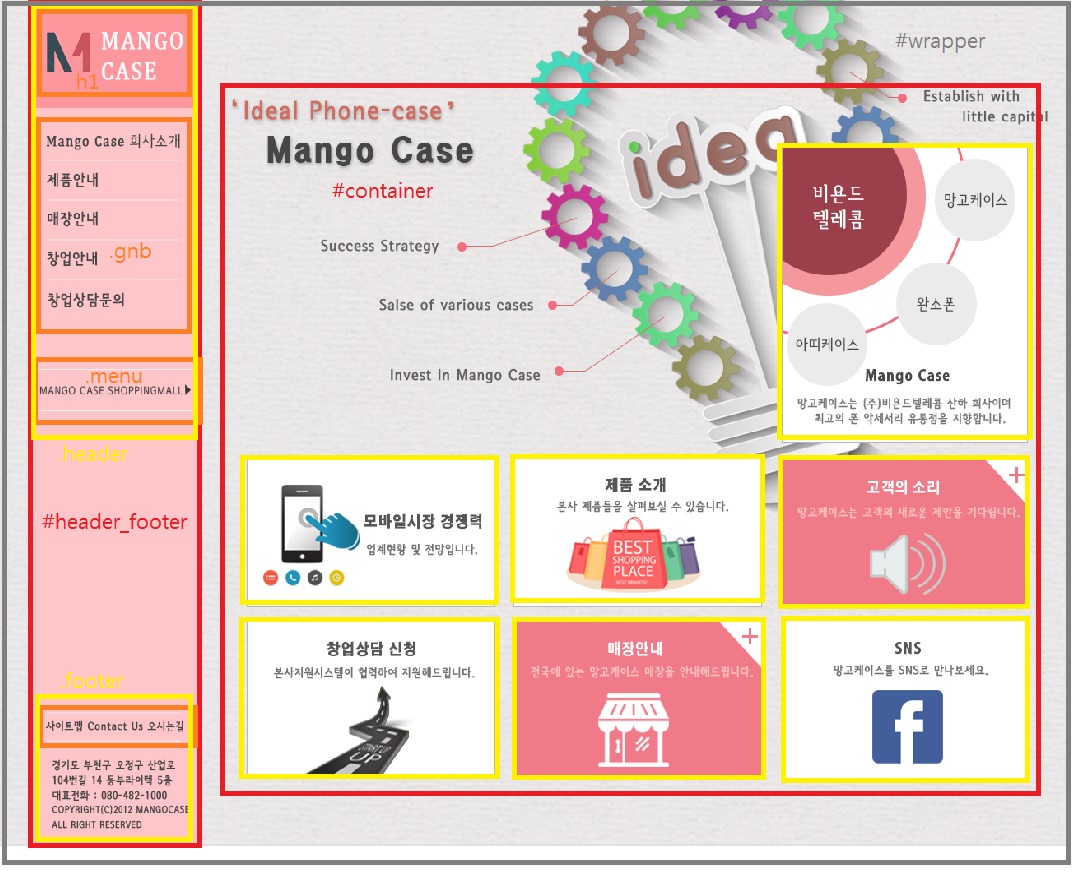 MANGO
CASE
h1
Mango Case 회사소개
제품안내
매장안내
창업안내
.gnb
창업상담문의
.menu
MANGO CASE SHOPPINGMALL
.header
#header_footer
.footer
사이트맵 Contact Us 오시는길
경기도 부천구 오정구 산업로
104번길 14 동부라이텍 5층
대표전화 : 080-482-1000
COPYRIGHT(C)2012 MANGOCASE
ALL RIGHT RESERVED
#wrapper
'Ideal Phone-case'
Mango Case
#container
idea
Establish with
little capital
Success Strategy
Salse of various cases
Invest In Mango Case
비욘드
텔레콤
망고케이스
완소폰
아띠케이스
Mango Case
망고케이스는 (주)비욘드텔레콤 산하 회사이며
최고의 폰 악세서리 유통점을 지향합니다.
모바일시장 경쟁력
업계현황 및 전망입니다.
제품 소개
본사 제품들을 살펴보실 수 있습니다.
BEST
SHOPPING
PLACE
고객의 소리
망고케이스는 고객의 새로운 제안을 기다립니다.
창업상담 신청
본사지원시스템이 협력하여 지원해드립니다.
START
UP
매장안내
전국에 있는 망고케이스 매장을 안내해드립니다.
SNS
망고케이스를 SNS로 만나보세요.
f